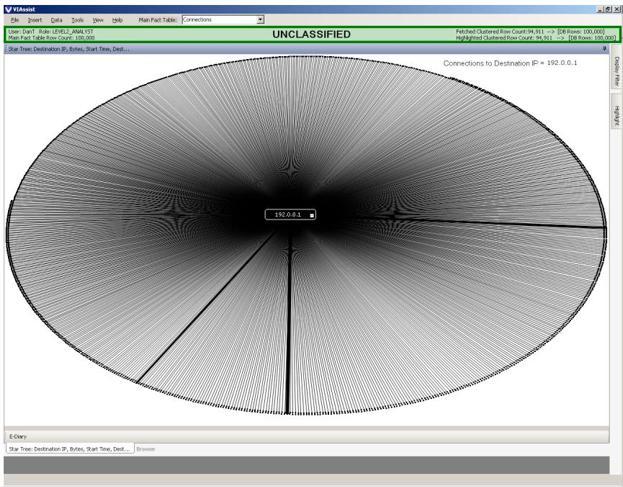 VIAssist
File Insert Data Tools View Help Main Fact Table: Connections
User: DanT Role: LEVEL2_ANALYST
Main Fact Table Row Count: 100,000
UNCLASSIFIED
Fetched Clustered Row Count:94,911 --> [DB Rows: 100,000]
Highlighted Clustered Row Count: 94,911 --> [DB Rows: 100,000]
Star Tree: Destination IP, Bytes, Start Time, Dest...
Connections to Destination IP = 192.0.0.1
Display Filter
Highlight
192.0.0.1
E-Diary
Star Tree: Destination IP, Bytes, Start Time, Dest... Browse